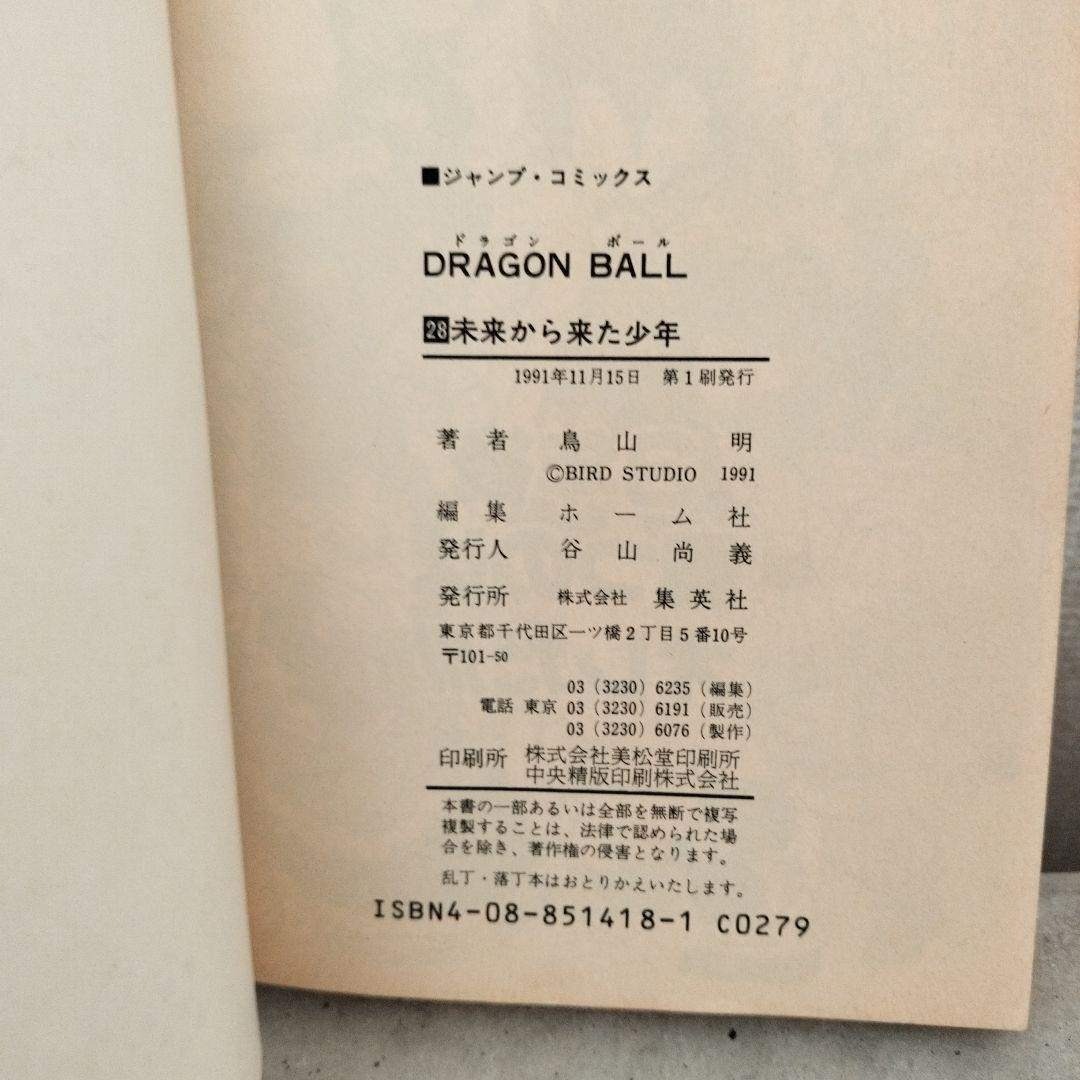 ■ジャンプ・コミックス
ドラゴン ボール
DRAGON BALL
28未来から来た少年
1991年11月15日 第1刷発行
著者 鳥山 明
©BIRD STUDIO 1991
編集 ホーム社
発行人 谷山尚義
発行所 株式会社 集英社
東京都千代田区一ツ橋2丁目5番10号
〒101-50
03(3230)6235(編集)
電話 東京 03(3230)6191(販売)
03(3230)6076(製作)
印刷所 株式会社美松堂印刷所
中央精版印刷株式会社
本書の一部あるいは全部を無断で複写
複製することは、法律で認められた場
合を除き、著作権の侵害となります。
乱丁・落丁本はおとりかえいたします。
ISBN4-08-851418-1 C0279